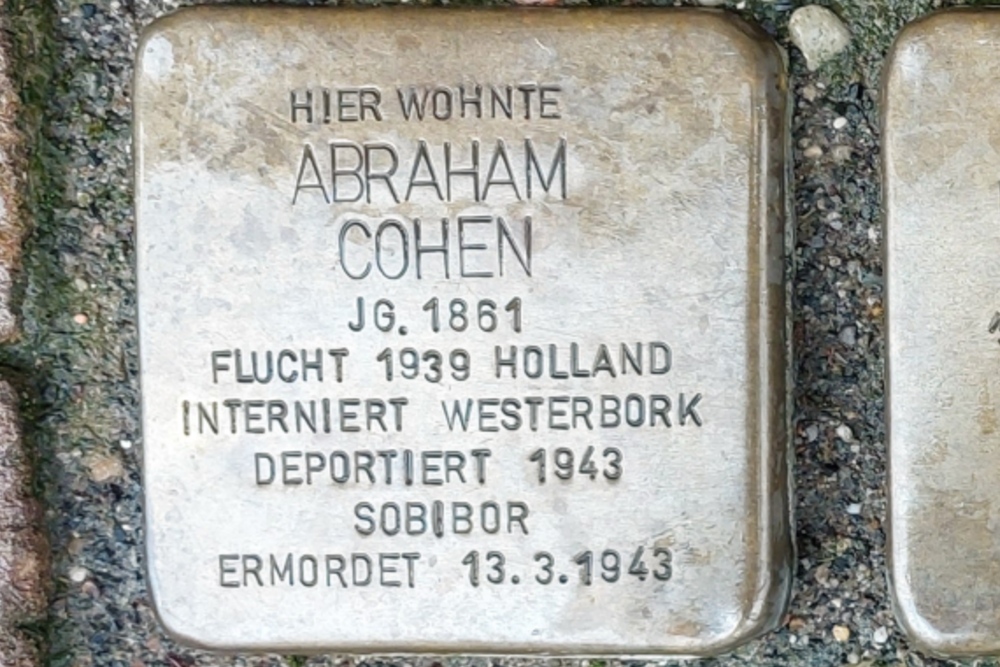 HIER WOHNTE
ABRAHAM
COHEN
JG. 1861
FLUCHT 1939 HOLLAND
INTERNIERT WESTERBORK
DEPORTIERT 1943
SOBIBOR
ERMORDET 13.3.1943